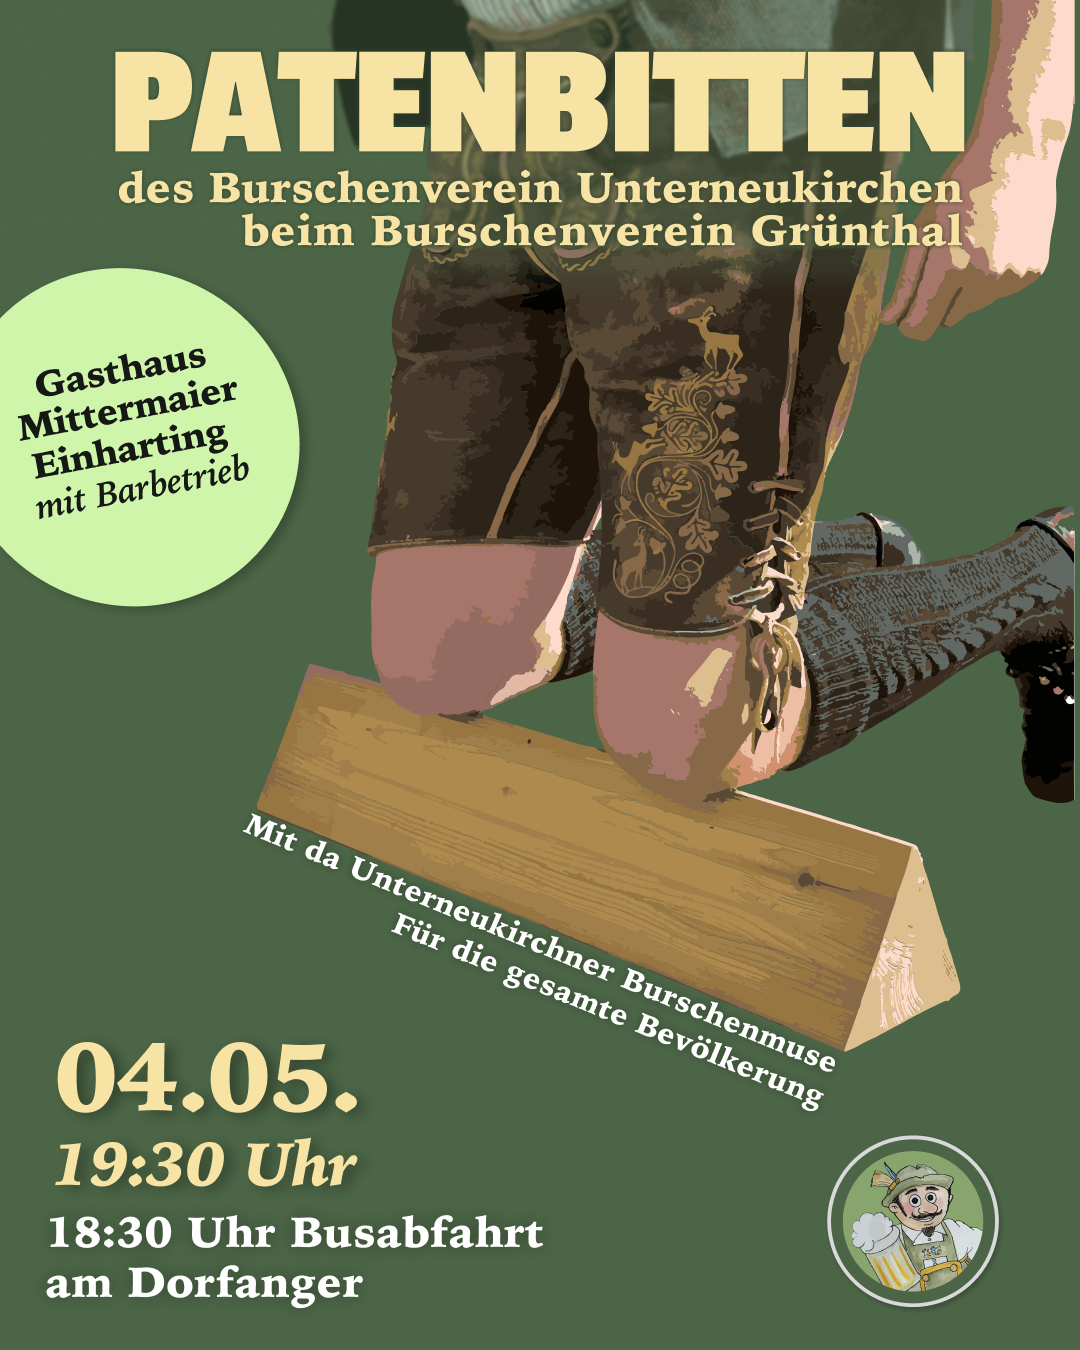 PATENBITTEN
des Burschenverein Unterneukirchen
beim Burschenverein Grünthal
Gasthaus
Mittermaier
Einharting
mit Barbetrieb
Mit da Unterneukirchner Burschenmuse
Für die gesamte Bevölkerung
04.05.
19:30 Uhr
18:30 Uhr Busabfahrt
am Dorfanger